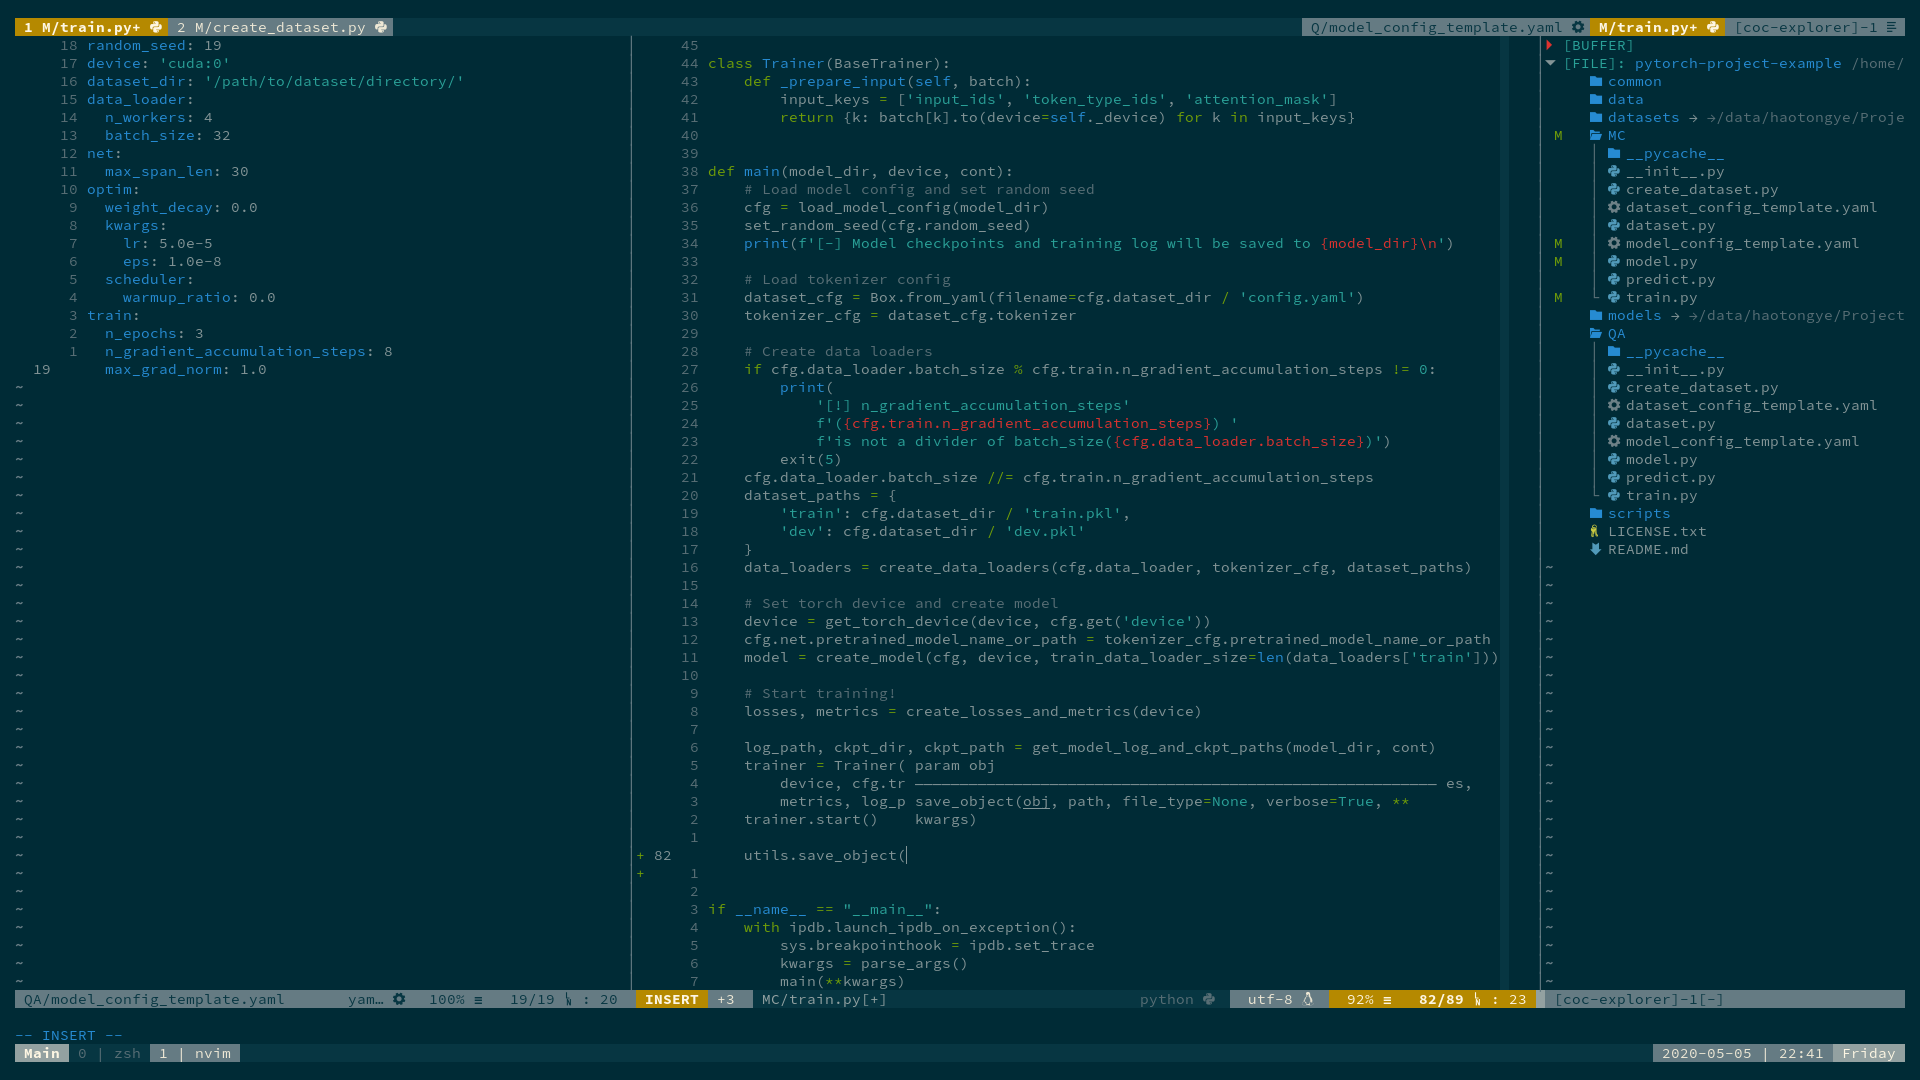 1 M/train.py+ 2 M/create_dataset.py
Q/model_config_template.yaml M/train.py+ [coc-explorer]-1
18 random_seed: 19
17 device: 'cuda:0'
16 dataset_dir: '/path/to/dataset/directory/'
15 data_loader:
14   n_workers: 4
13   batch_size: 32
12 net:
11   max_span_len: 30
10 optim:
9   weight_decay: 0.0
8   kwargs:
7     lr: 5.0e-5
6     eps: 1.0e-8
5   scheduler:
4     warmup_ratio: 0.0
3 train:
2   n_epochs: 3
1   n_gradient_accumulation_steps: 8
19   max_grad_norm: 1.0
45
44 class Trainer(BaseTrainer):
43     def _prepare_input(self, batch):
42         input_keys = ['input_ids', 'token_type_ids', 'attention_mask']
41         return {k: batch[k].to(device=self._device) for k in input_keys}
40
39
38 def main(model_dir, device, cont):
37     # Load model config and set random seed
36     cfg = load_model_config(model_dir)
35     set_random_seed(cfg.random_seed)
34     print(f'[-] Model checkpoints and training log will be saved to {model_dir}\n')
33
32     # Load tokenizer config
31     dataset_cfg = Box.from_yaml(filename=cfg.dataset_dir / 'config.yaml')
30     tokenizer_cfg = dataset_cfg.tokenizer
29
28     # Create data loaders
27     if cfg.data_loader.batch_size % cfg.train.n_gradient_accumulation_steps != 0:
26         print(
25             '[!] n_gradient_accumulation_steps'
24             f'({cfg.train.n_gradient_accumulation_steps}) '
23             f'is not a divider of batch_size({cfg.data_loader.batch_size})')
22         exit(5)
21     cfg.data_loader.batch_size //= cfg.train.n_gradient_accumulation_steps
20     dataset_paths = {
19         'train': cfg.dataset_dir / 'train.pkl',
18         'dev': cfg.dataset_dir / 'dev.pkl'
17     }
16     data_loaders = create_data_loaders(cfg.data_loader, tokenizer_cfg, dataset_paths)
15
14     # Set torch device and create model
13     device = get_torch_device(device, cfg.get('device'))
12     cfg.net.pretrained_model_name_or_path = tokenizer_cfg.pretrained_model_name_or_path
11     model = create_model(cfg, device, train_data_loader_size=len(data_loaders['train']))
10
9     # Start training!
8     losses, metrics = create_losses_and_metrics(device)
7
6     log_path, ckpt_dir, ckpt_path = get_model_log_and_ckpt_paths(model_dir, cont)
5     trainer = Trainer( param obj
4         device, cfg.tr ────────── es,
3         metrics, log_p save_object(obj, path, file_type=None, verbose=True, **
2     trainer.start()    kwargs)
1
+ 82     utils.save_object(
+ 1
2
3 if __name__ == "__main__":
4     with ipdb.launch_ipdb_on_exception():
5         sys.breakpointhook = ipdb.set_trace
6         kwargs = parse_args()
7         main(**kwargs)
[BUFFER]
[FILE]: pytorch-project-example /home/
common
data
datasets → →/data/haotongye/Proje
M MC
__pycache__
__init__.py
create_dataset.py
dataset_config_template.yaml
dataset.py
M model_config_template.yaml
M model.py
predict.py
M train.py
models → →/data/haotongye/Project
QA
__pycache__
__init__.py
create_dataset.py
dataset_config_template.yaml
dataset.py
model_config_template.yaml
model.py
predict.py
train.py
scripts
LICENSE.txt
README.md
QA/model_config_template.yaml yam… 100% ≡ 19/19 : 20
INSERT +3 MC/train.py[+] python utf-8 92% ≡ 82/89 : 23
[coc-explorer]-1[-]
-- INSERT --
Main 0 | zsh 1 | nvim 2020-05-05 | 22:41 Friday